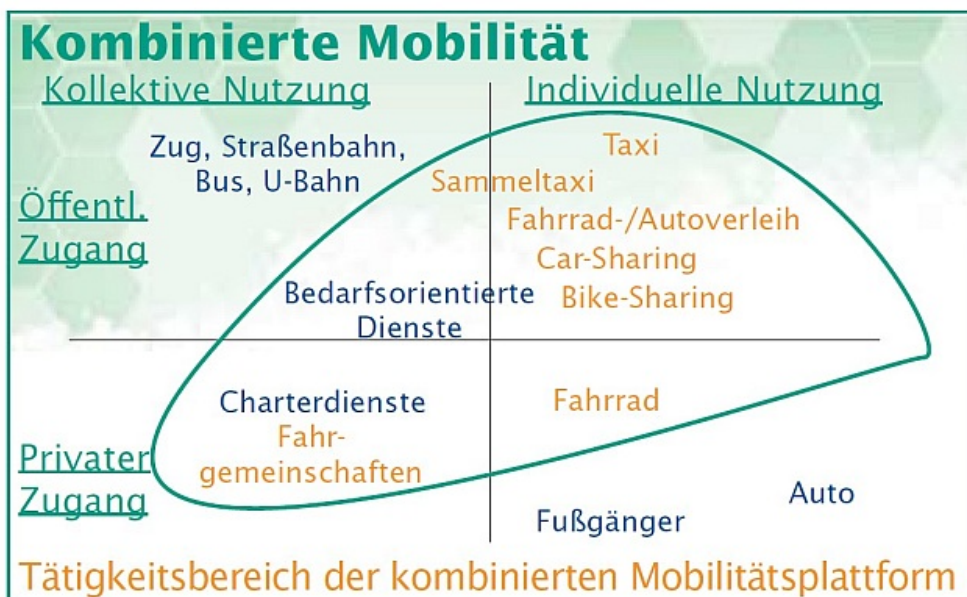 Kombinierte Mobilität
Kollektive Nutzung
Individuelle Nutzung
Öffentl.
Zugang
Zug, Straßenbahn,
Bus, U-Bahn
Taxi
Sammeltaxi
Fahrrad-/Autoverleih
Car-Sharing
Bike-Sharing
Bedarfsorientierte
Dienste
Privater
Zugang
Charterdienste
Fahr-
gemeinschaften
Fahrrad
Auto
Fußgänger
Tätigkeitsbereich der kombinierten Mobilitätsplattform